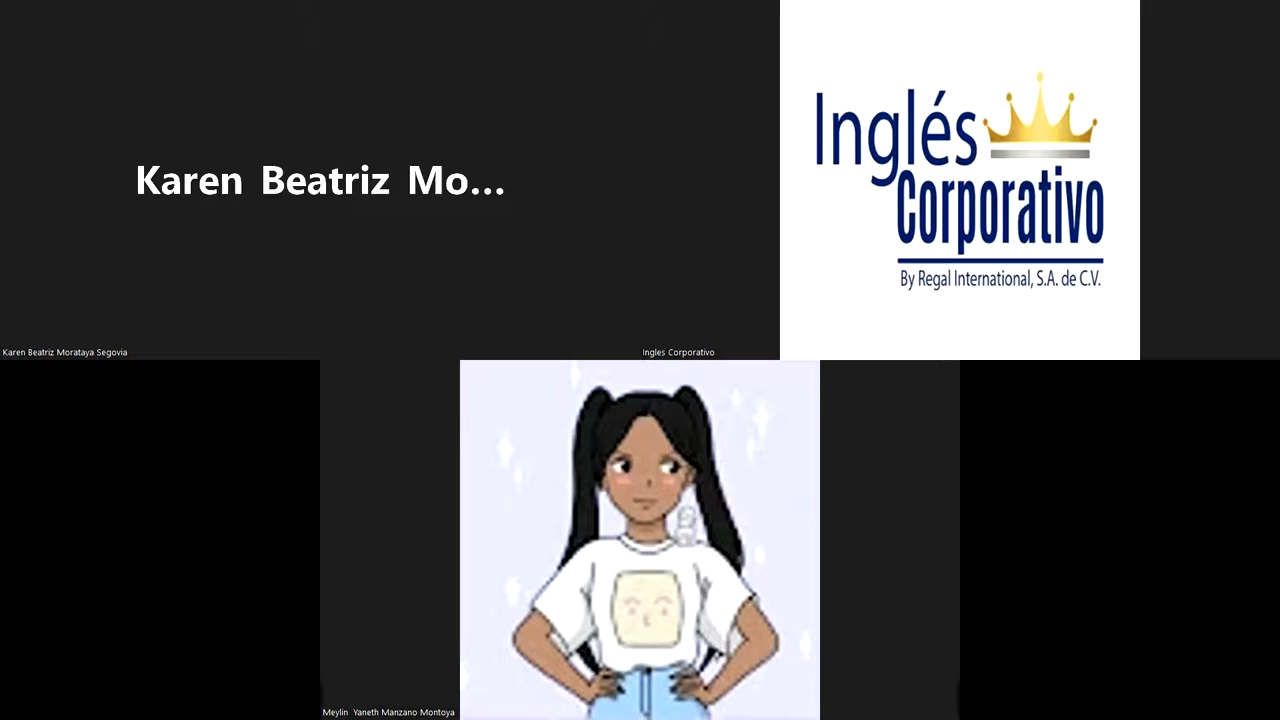 Karen Beatriz Mo...
Inglés
Corporativo
By Regal International, S.A. de C.V.
Karen Beatriz Morataya Segovia
Ingles Corporativo
Meylin Yaneth Manzano Montoya